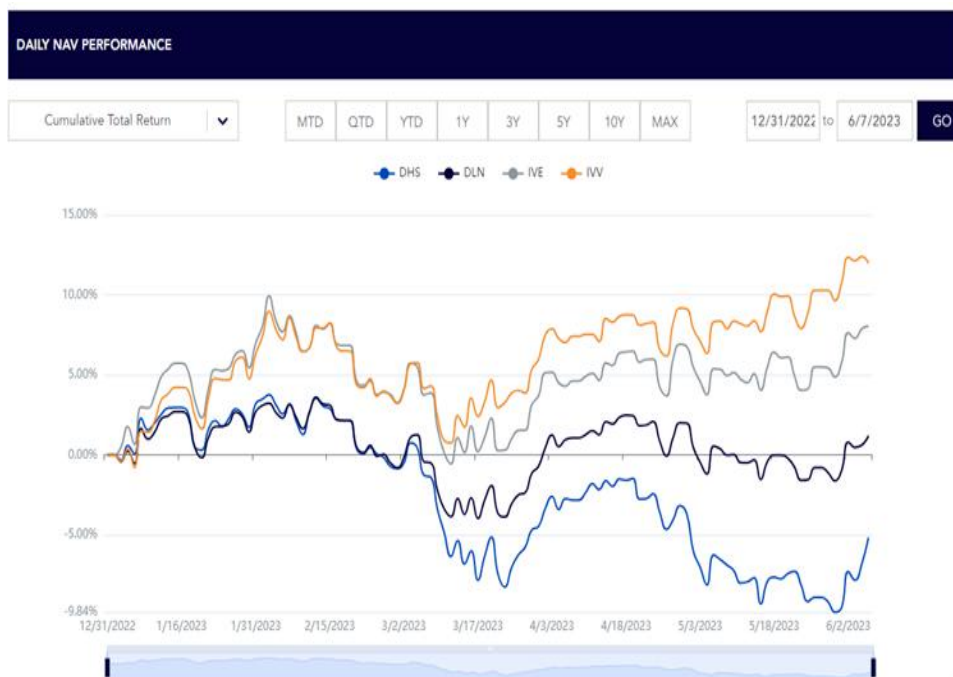 DAILY NAV PERFORMANCE
Cumulative Total Return
MTD QTD YTD 1Y 3Y 5Y 10Y MAX
12/31/2022 to 6/7/2023 GO
DHS DLN IVE IVV
15.00%
10.00%
5.00%
0.00%
-5.00%
-9.84%
12/31/2022 1/16/2023 1/31/2023 2/15/2023 3/2/2023 3/17/2023 4/3/2023 4/18/2023 5/3/2023 5/18/2023 6/2/2023